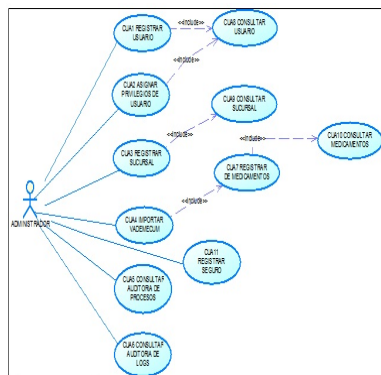 CUA1 REGISTRAR
USUARIO
<<include>>
CUA8 CONSULTAR
USUARIO
CUA2 ASIGNAR
PRIVILEGIOS DE
USUARIO
<<include>>
CUA3 REGISTRAR
SUCURSAL
<<include>>
CUA9 CONSULTAR
SUCURSAL
CUA4 IMPORTAR
VADEMECUM
<<include>>
CUA7 REGISTRAR
DE MEDICAMENTOS
<<include>>
CUA10 CONSULTAR
MEDICAMENTOS
ADMINISTRADOR
CUA11
REGISTRAR
SEGURO
CUA5 CONSULTAR
AUDITORIA DE
PROCESOS
CUA6 CONSULTAR
AUDITORIA DE
LOGS